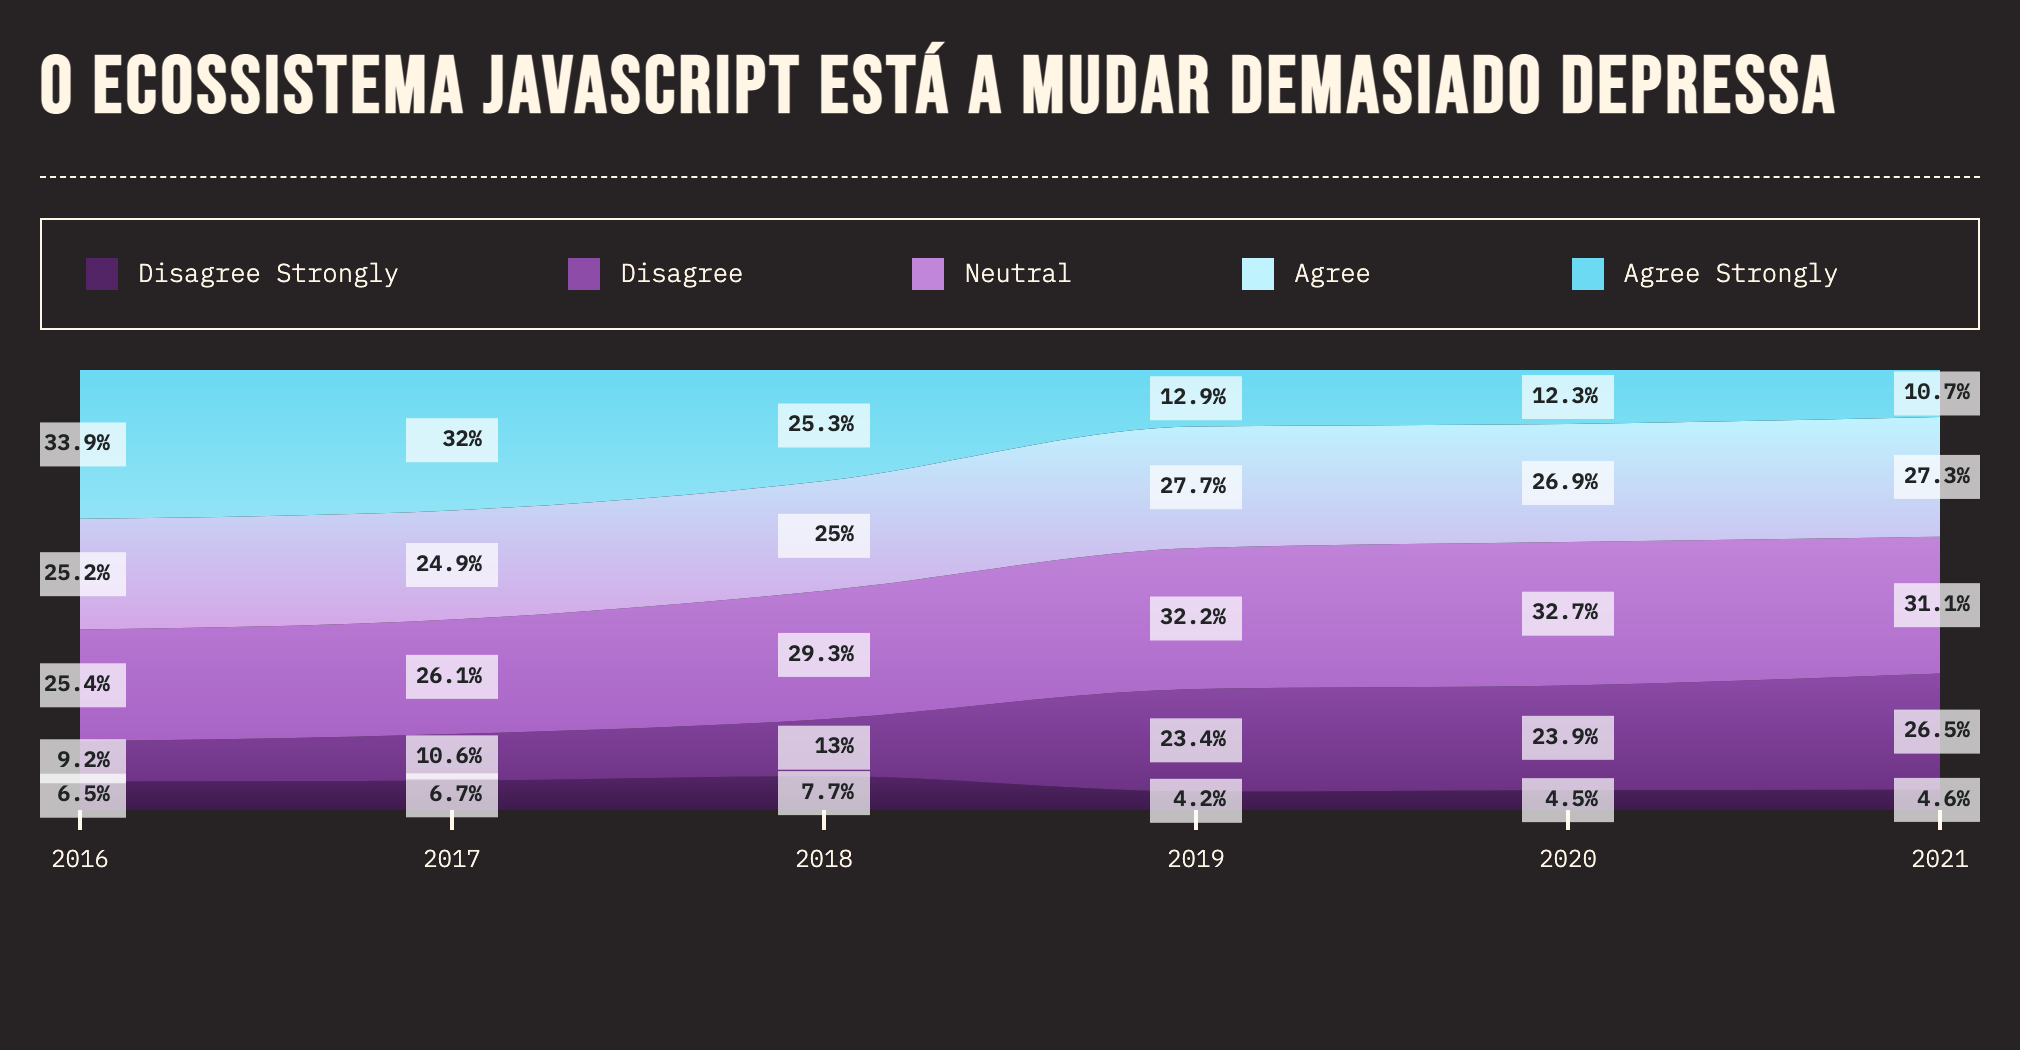 O ECOSSISTEMA JAVASCRIPT ESTÁ A MUDAR DEMASIADO DEPRESSA
Disagree Strongly Disagree Neutral Agree Agree Strongly
33.9% 32% 25.3% 12.9% 12.3% 10.7%
25.2% 24.9% 25% 27.7% 26.9% 27.3%
25.4% 26.1% 29.3% 32.2% 32.7% 31.1%
9.2% 10.6% 13% 23.4% 23.9% 26.5%
6.5% 6.7% 7.7% 4.2% 4.5% 4.6%
2016 2017 2018 2019 2020 2021